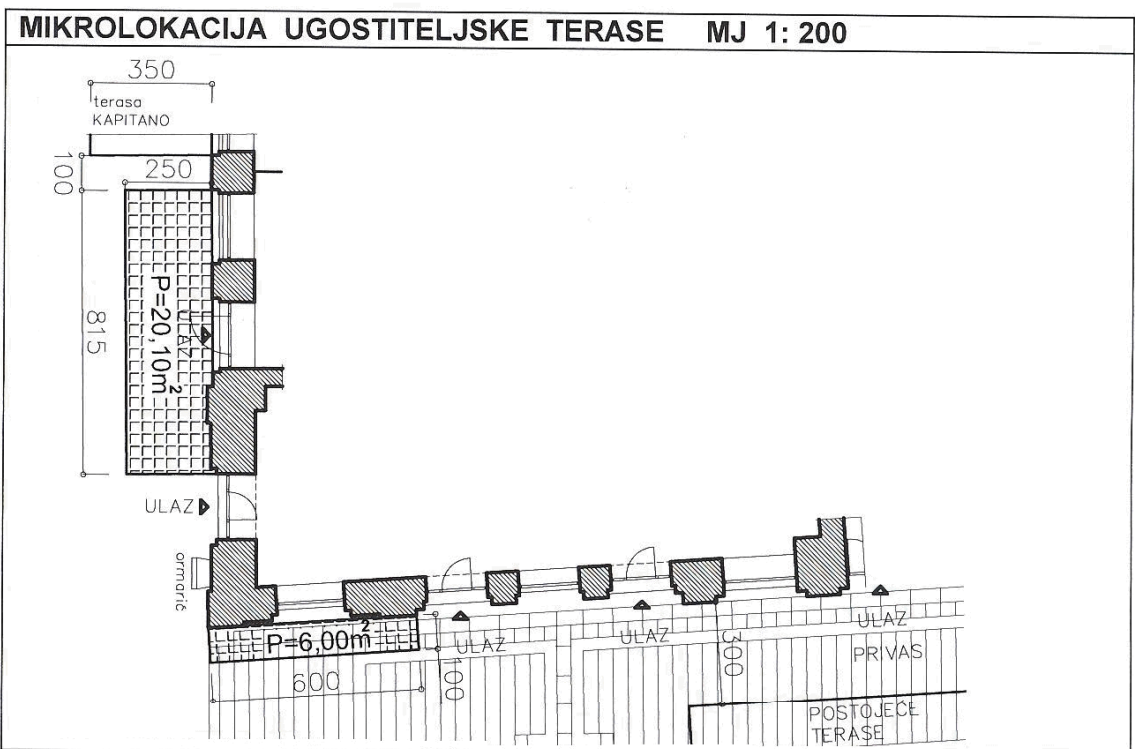 MIKROLOKACIJA UGOSTITELJSKE TERASE MJ 1: 200
350
terasa
KAPITANO
100
250
815
P=20,10m²
ULAZ
ULAZ
ormarić
P=6,00m²
600
100
ULAZ
ULAZ
300
ULAZ
PRIVAS
POSTOJEĆE
TERASE